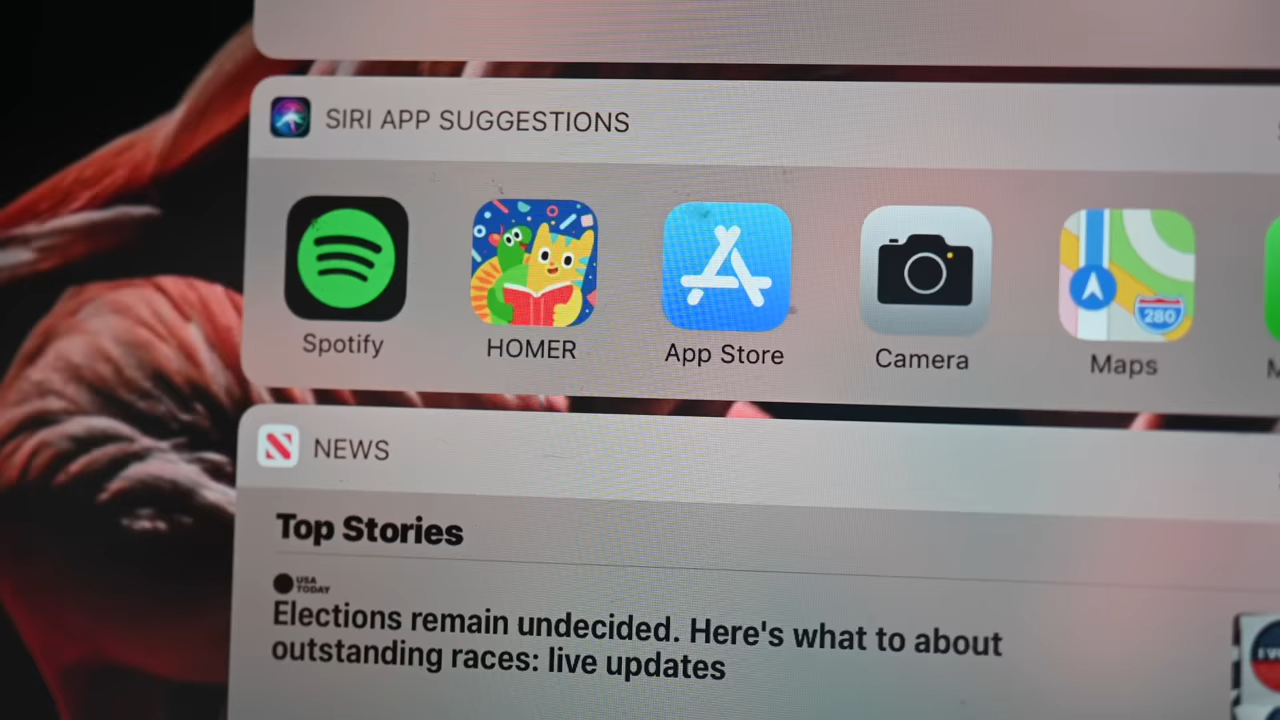 SIRI APP SUGGESTIONS
Spotify
HOMER
App Store
Camera
280
Maps
NEWS
Top Stories
USA
TODAY
Elections remain undecided. Here's what to about
outstanding races: live updates